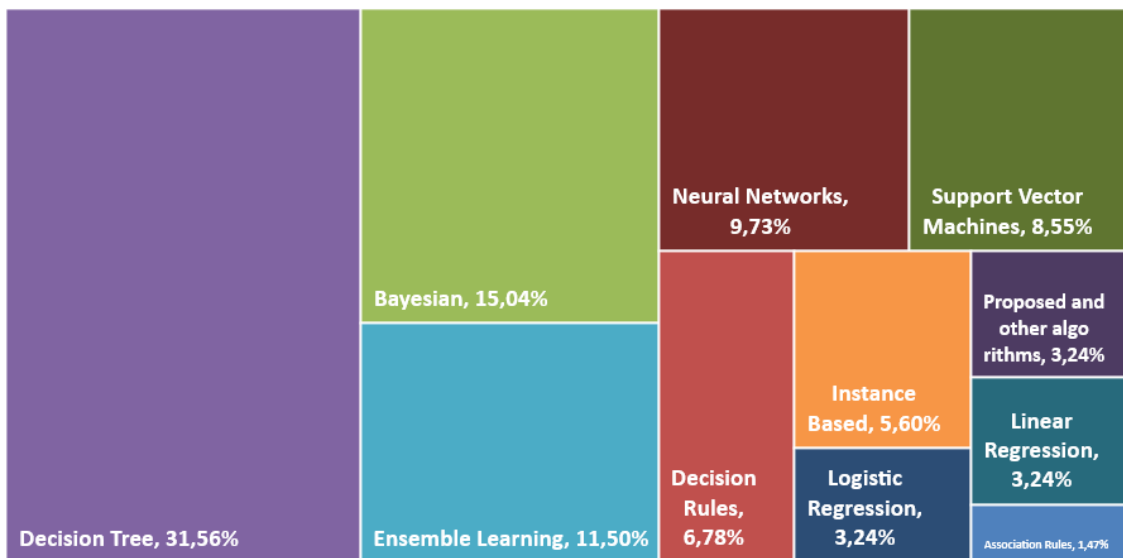 Decision Tree, 31,56%
Bayesian, 15,04%
Ensemble Learning, 11,50%
Neural Networks,
9,73%
Support Vector
Machines, 8,55%
Decision
Rules,
6,78%
Instance
Based, 5,60%
Logistic
Regression,
3,24%
Proposed and
other algo
rithms, 3,24%
Linear
Regression,
3,24%
Association Rules, 1,47%